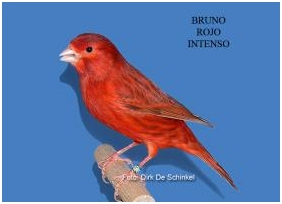 BRUNO
ROJO
INTENSO
Foto: Dirk De Schinkel